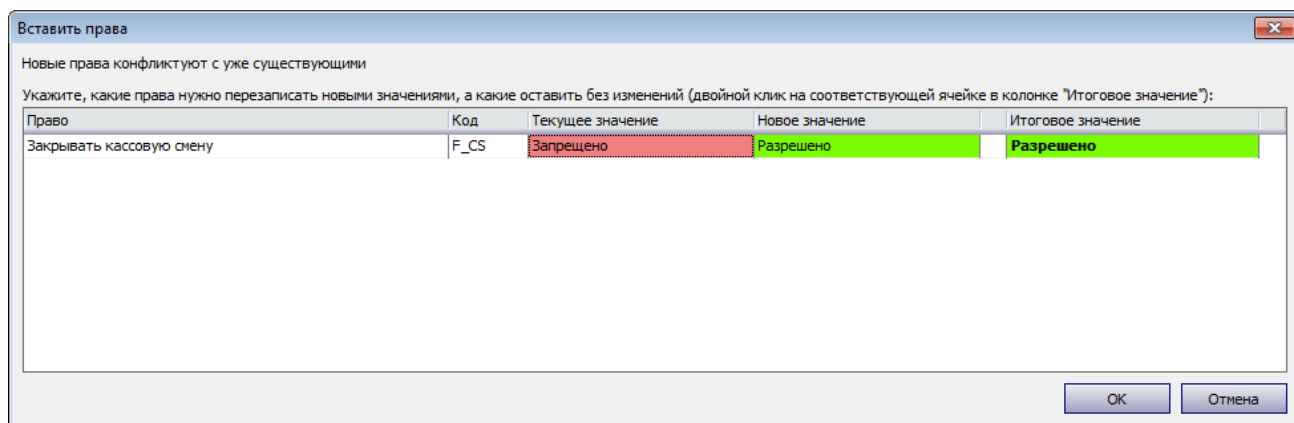 Вставить права
Новые права конфликтуют с уже существующими
Укажите, какие права нужно перезаписать новыми значениями, а какие оставить без изменений (двойной клик на соответствующей ячейке в колонке "Итоговое значение"):
Право Код Текущее значение Новое значение Итоговое значение
Закрывать кассовую смену F_CS Запрещено Разрешено Разрешено
ОК Отмена